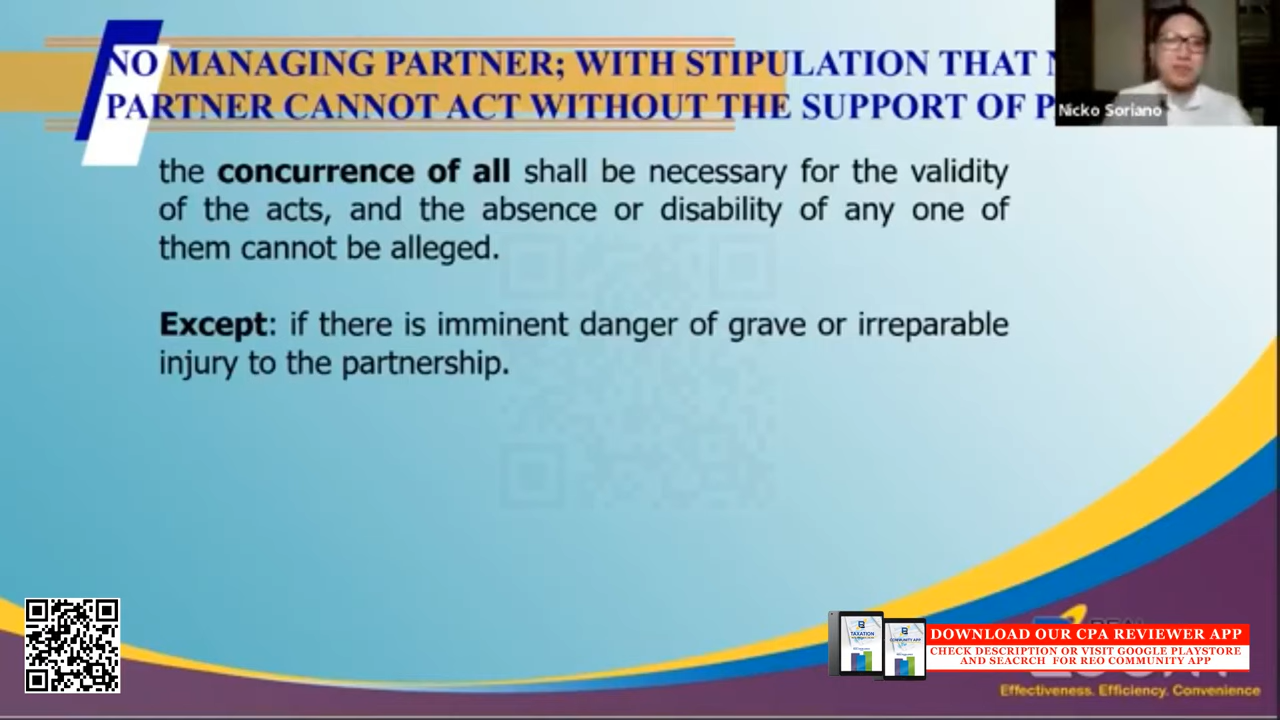 NO MANAGING PARTNER; WITH STIPULATION THAT
PARTNER CANNOT ACT WITHOUT THE SUPPORT OF
Nicko Soriano
the concurrence of all shall be necessary for the validity
of the acts, and the absence or disability of any one of
them cannot be alleged.
Except: if there is imminent danger of grave or irreparable
injury to the partnership.
TAXATION
COMMUNITY APP
DOWNLOAD OUR CPA REVIEWER APP
CHECK DESCRIPTION OR VISIT GOOGLE PLAYSTORE
AND SEACRCH FOR REO COMMUNITY APP
Effectiveness. Efficiency. Convenience